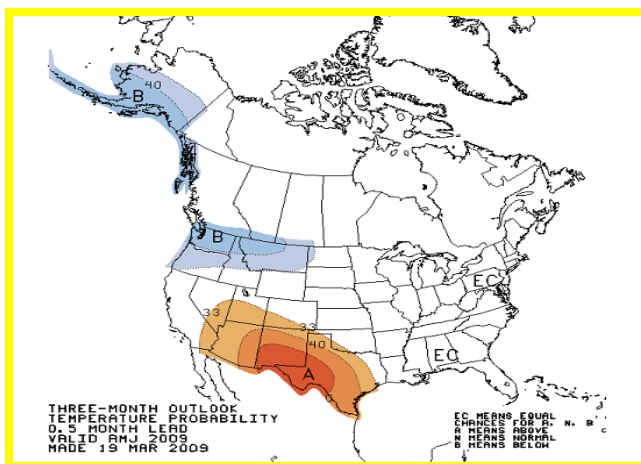 40
B
B
EC
33
33
40
EC
A
THREE-MONTH OUTLOOK
TEMPERATURE PROBABILITY
0.5 MONTH LEAD
VALID AMJ 2009
MADE 19 MAR 2009
EC MEANS EQUAL
CHANCES FOR A, N, B
A MEANS ABOVE
N MEANS NORMAL
B MEANS BELOW